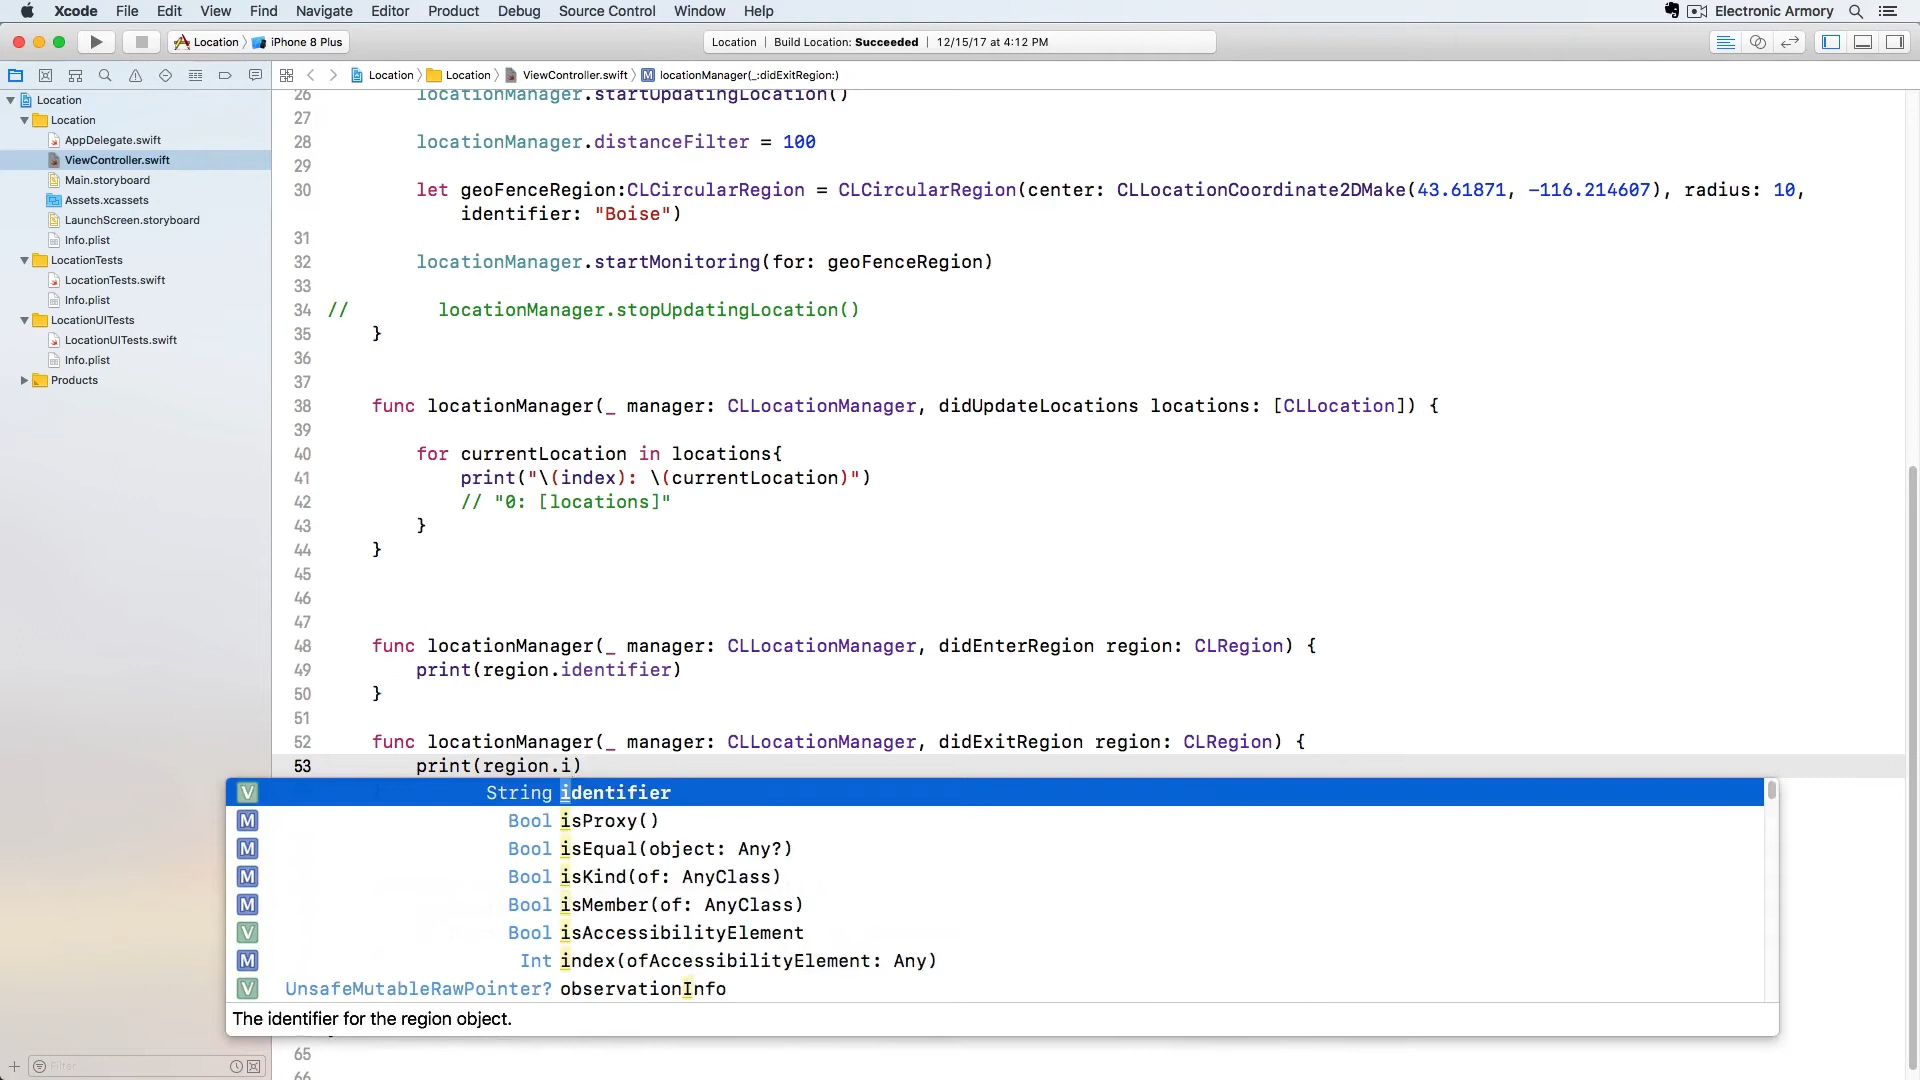 Xcode File Edit View Find Navigate Editor Product Debug Source Control Window Help Electronic Armory
Location iPhone 8 Plus
Location | Build Location: Succeeded | 12/15/17 at 4:12 PM
Location Location ViewController.swift M locationManager(_:didExitRegion:)
Location
Location
AppDelegate.swift
ViewController.swift
Main.storyboard
Assets.xcassets
LaunchScreen.storyboard
Info.plist
LocationTests
LocationTests.swift
Info.plist
LocationUITests
LocationUITests.swift
Info.plist
Products
Filter
26 locationManager.startUpdatingLocation()
27
28 locationManager.distanceFilter = 100
29
30 let geoFenceRegion:CLCircularRegion = CLCircularRegion(center: CLLocationCoordinate2DMake(43.61871, -116.214607), radius: 10,
identifier: "Boise")
31
32 locationManager.startMonitoring(for: geoFenceRegion)
33
34 // locationManager.stopUpdatingLocation()
35 }
36
37
38 func locationManager(_ manager: CLLocationManager, didUpdateLocations locations: [CLLocation]) {
39
40 for currentLocation in locations{
41 print("\(index): \(currentLocation)")
42 // "0: [locations]"
43 }
44 }
45
46
47
48 func locationManager(_ manager: CLLocationManager, didEnterRegion region: CLRegion) {
49 print(region.identifier)
50 }
51
52 func locationManager(_ manager: CLLocationManager, didExitRegion region: CLRegion) {
53 print(region.i)
V String identifier
M Bool isProxy()
M Bool isEqual(object: Any?)
M Bool isKind(of: AnyClass)
M Bool isMember(of: AnyClass)
V Bool isAccessibilityElement
M Int index(ofAccessibilityElement: Any)
V UnsafeMutableRawPointer? observationInfo
The identifier for the region object.
65
66